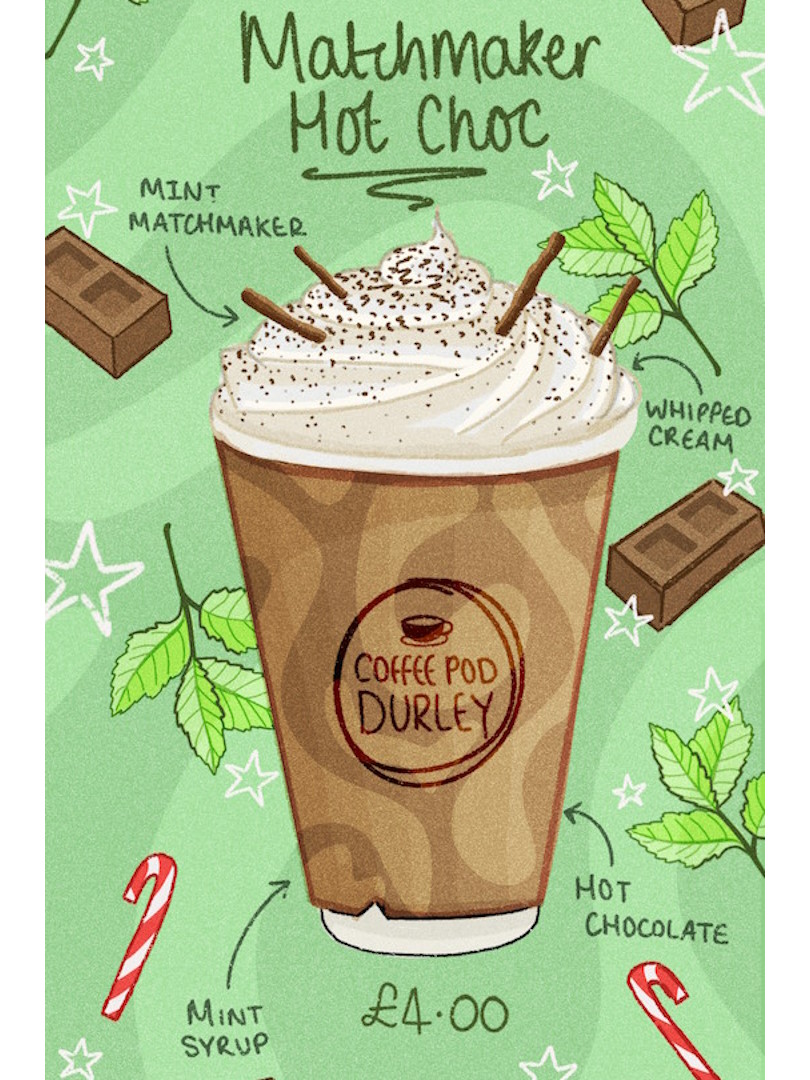 Matchmaker
Hot Choc
MINT
MATCHMAKER
WHIPPED
CREAM
COFFEE POD
DURLEY
HOT
CHOCOLATE
MINT
SYRUP
£4.00